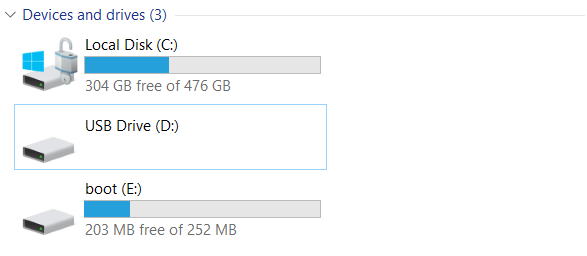 Devices and drives (3)
Local Disk (C:)
304 GB free of 476 GB
USB Drive (D:)
boot (E:)
203 MB free of 252 MB